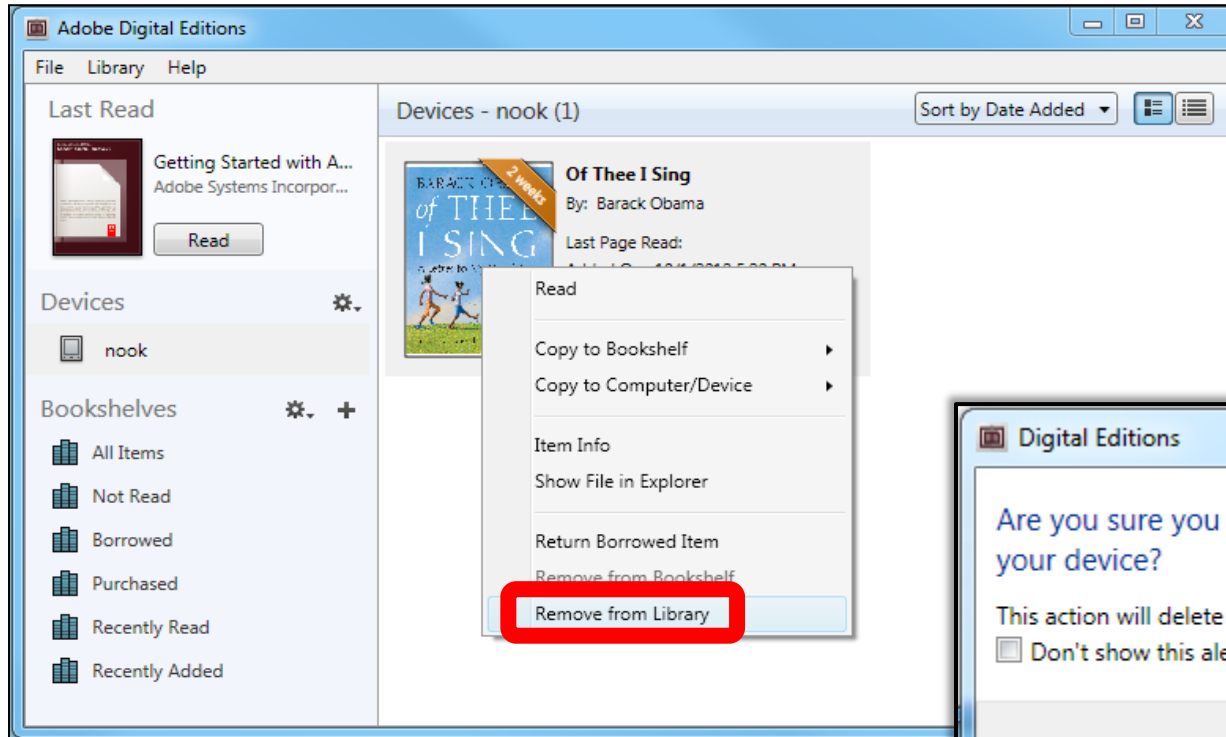 Adobe Digital Editions
File Library Help
Last Read
Getting Started with A...
Adobe Systems Incorpor...
Read
Devices
nook
Bookshelves
All Items
Not Read
Borrowed
Purchased
Recently Read
Recently Added
Devices - nook (1)
Sort by Date Added
2 weeks
BARACK
of THEE
I SING
Of Thee I Sing
By: Barack Obama
Last Page Read:
Read
Copy to Bookshelf
Copy to Computer/Device
Item Info
Show File in Explorer
Return Borrowed Item
Remove from Bookshelf
Remove from Library
Digital Editions
Are you sure you
your device?
This action will delete
Don't show this ale